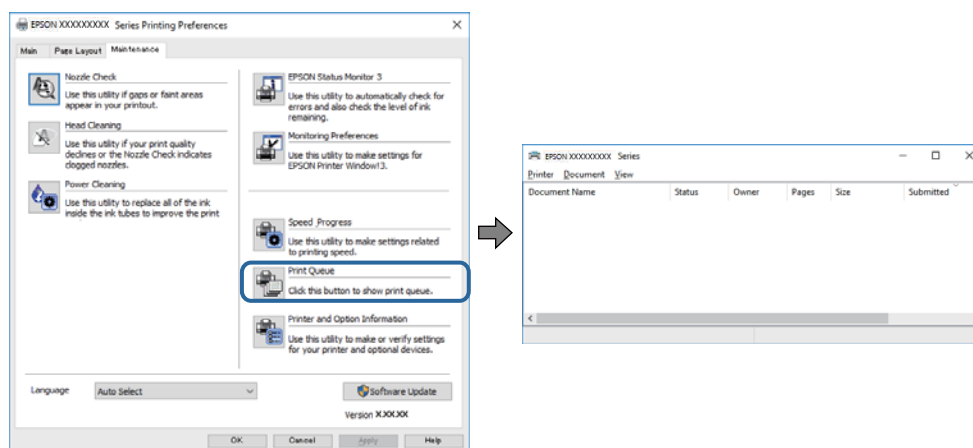 EPSON XXXXXXXXX Series Printing Preferences
Main Page Layout Maintenance
Nozzle Check
Use this utility if gaps or faint areas
appear in your printout.
Head Cleaning
Use this utility if your print quality
declines or the Nozzle Check indicates
clogged nozzles.
Power Cleaning
Use this utility to replace all of the ink
inside the ink tubes to improve the print
EPSON Status Monitor 3
Use this utility to automatically check for
errors and also check the level of ink
remaining.
Monitoring Preferences
Use this utility to make settings for
EPSON Printer Window!3.
Speed Progress
Use this utility to make settings related
to printing speed.
Print Queue
Click this button to show print queue.
Printer and Option Information
Use this utility to make or verify settings
for your printer and optional devices.
Language Auto Select
Software Update
Version X.XX.XX
OK Cancel Apply Help
EPSON XXXXXXXXX Series
Printer Document View
Document Name Status Owner Pages Size Submitted